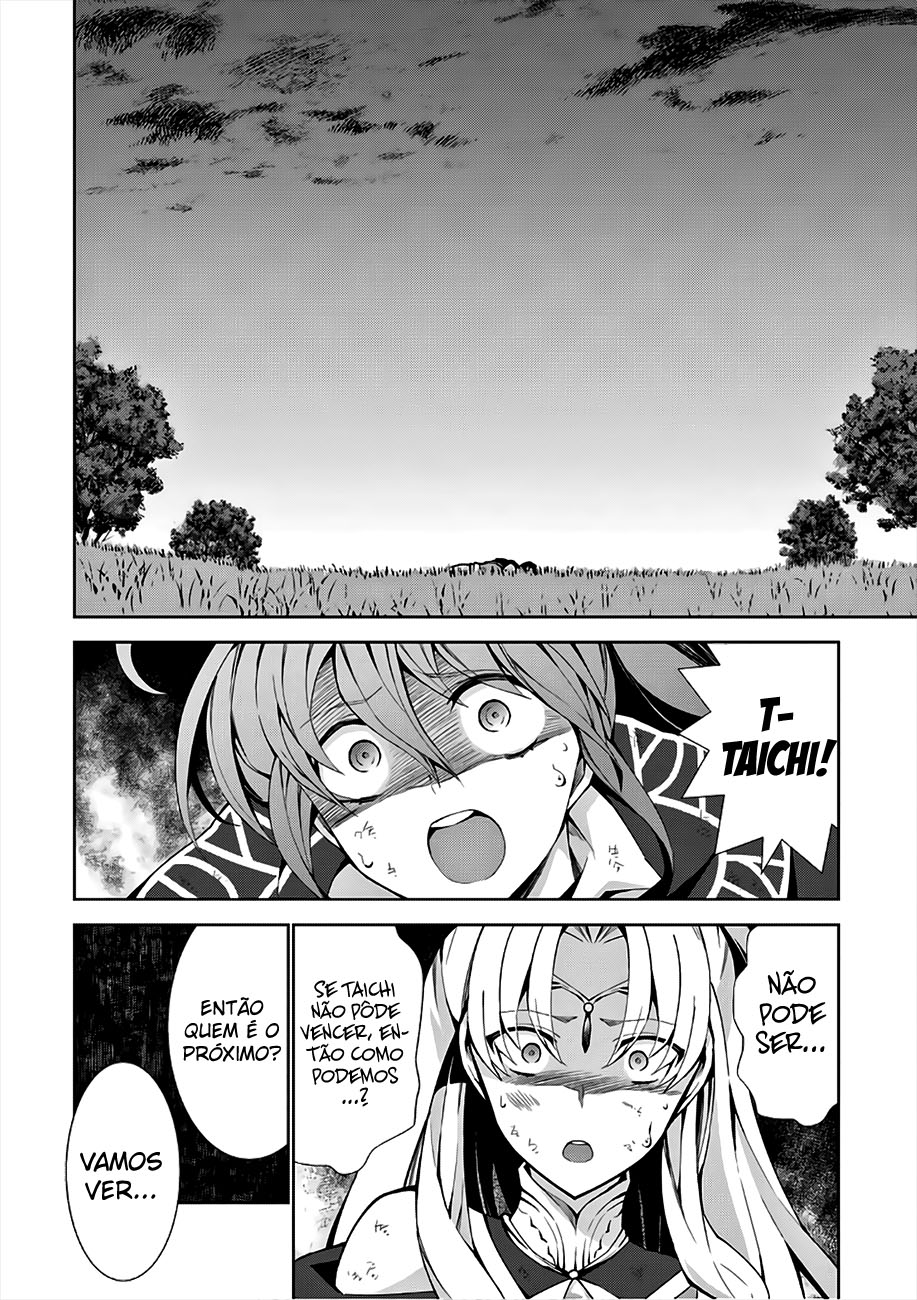 T-
TAICHI!
NÃO
PODE
SER...
SE TAICHI
NÃO PÔDE
VENCER, EN-
TÃO COMO
PODEMOS
...?
ENTÃO
QUEM É O
PRÓXIMO?
VAMOS
VER...